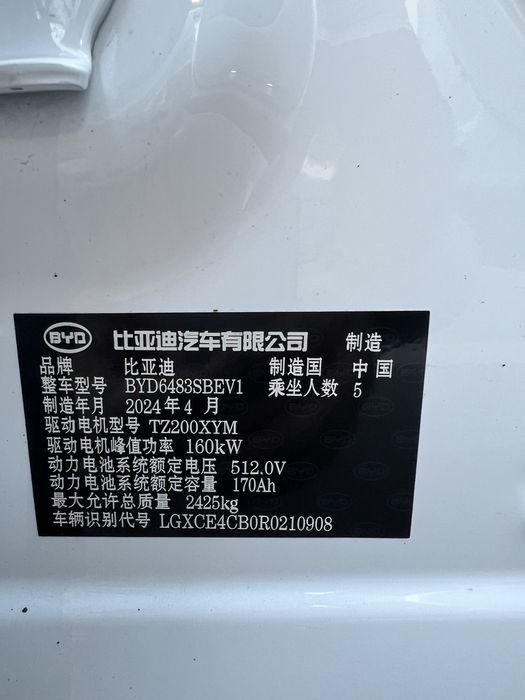 BYD 比亚迪汽车有限公司 制造
品牌 比亚迪 制造国 中国
整车型号 BYD6483SBEV1 乘坐人数 5
制造年月 2024年4月
驱动电机型号 TZ200XYM
驱动电机峰值功率 160kW
动力电池系统额定电压 512.0V
动力电池系统额定容量 170Ah
最大允许总质量 2425kg
车辆识别代号 LGXCE4CB0R0210908